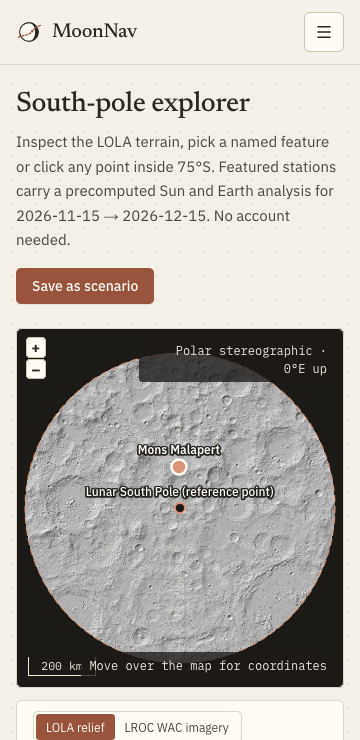 MoonNav
South-pole explorer
Inspect the LOLA terrain, pick a named feature
or click any point inside 75°S. Featured stations
carry a precomputed Sun and Earth analysis for
2026-11-15 → 2026-12-15. No account
needed.
Save as scenario
+
−
Polar stereographic ·
0°E up
Mons Malapert
Lunar South Pole (reference point)
200 km
Move over the map for coordinates
LOLA relief
LROC WAC imagery